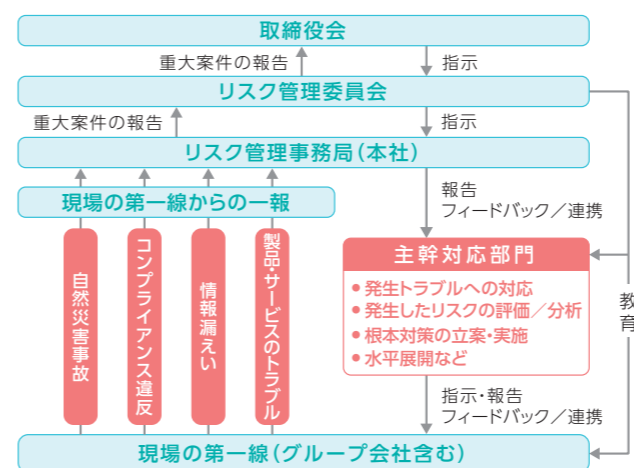 取締役会
重大案件の報告
指示
リスク管理委員会
重大案件の報告
指示
リスク管理事務局(本社)
現場の第一線からの一報
報告
フィードバック/連携
自然災害事故
コンプライアンス違反
情報漏えい
製品・サービスのトラブル
主幹対応部門
● 発生トラブルへの対応
● 発生したリスクの評価/分析
● 根本対策の立案・実施
● 水平展開など
教育
指示・報告
フィードバック/連携
現場の第一線(グループ会社含む)